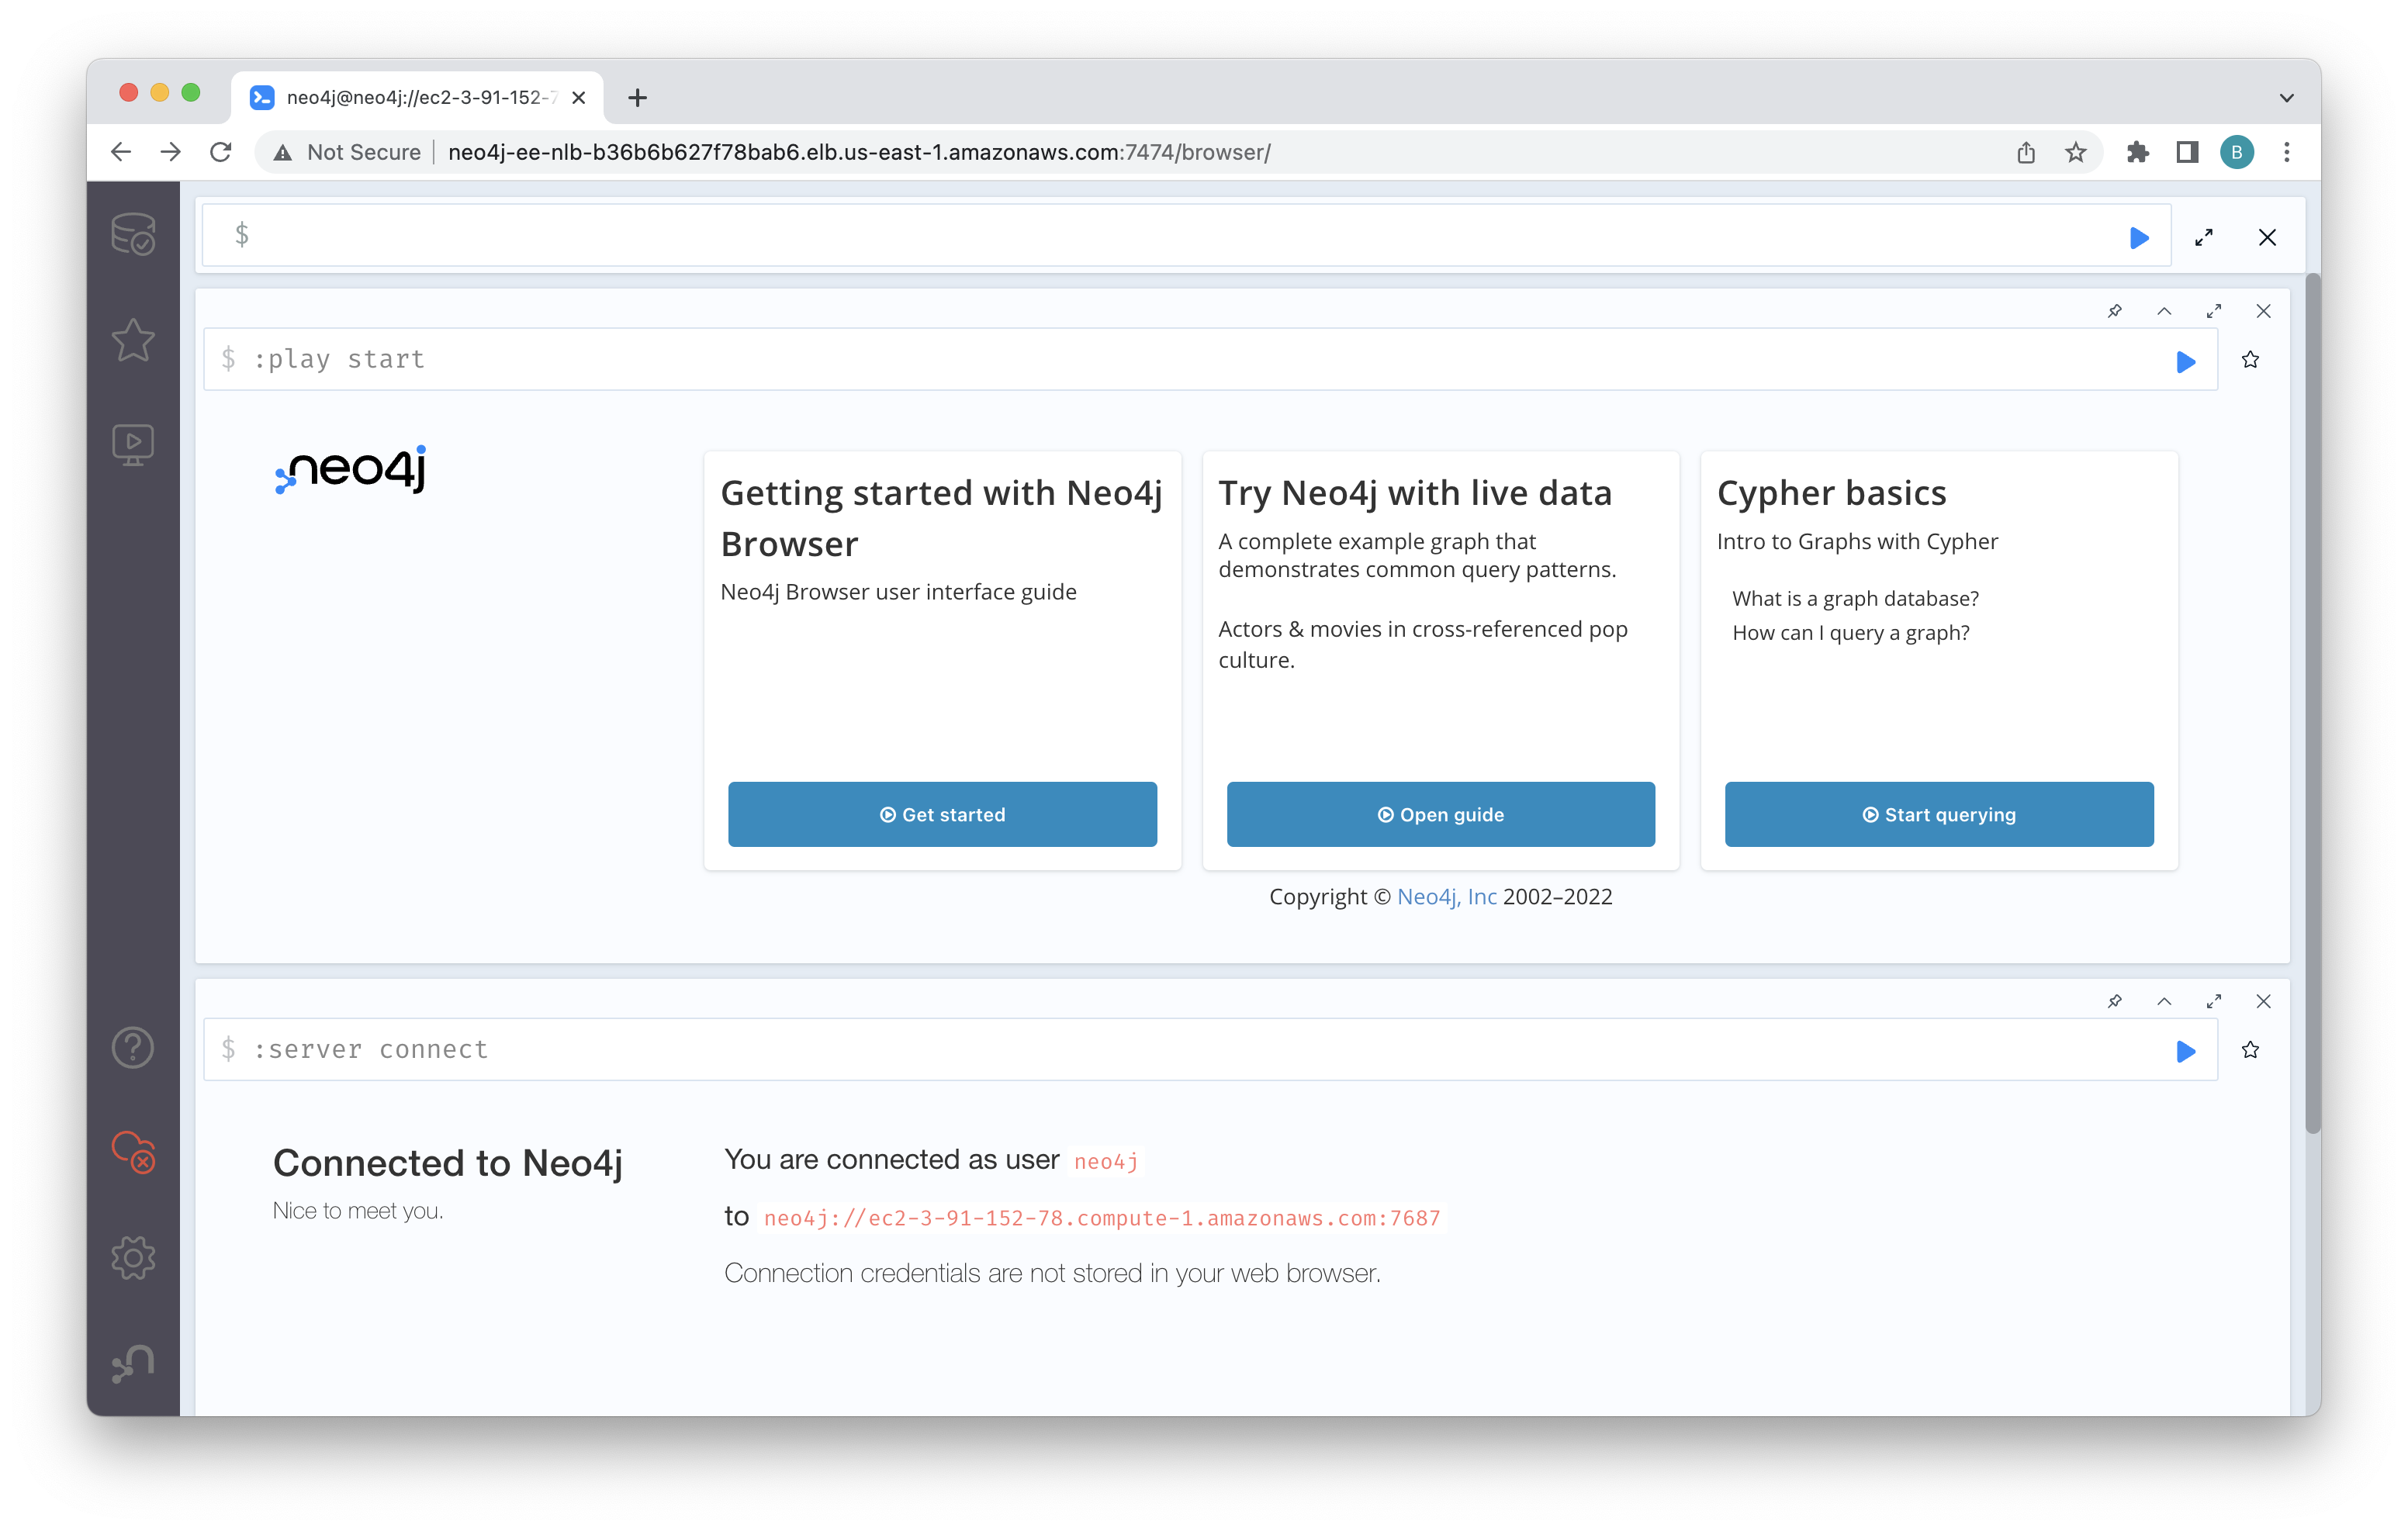 neo4j@neo4j://ec2-3-91-152-7
Not Secure neo4j-ee-nlb-b36b6b627f78bab6.elb.us-east-1.amazonaws.com:7474/browser/
B
$
$ :play start
neo4j
Getting started with Neo4j
Browser
Neo4j Browser user interface guide
Get started
Try Neo4j with live data
A complete example graph that
demonstrates common query patterns.
Actors & movies in cross-referenced pop
culture.
Open guide
Cypher basics
Intro to Graphs with Cypher
What is a graph database?
How can I query a graph?
Start querying
Copyright © Neo4j, Inc 2002–2022
$ :server connect
Connected to Neo4j
Nice to meet you.
You are connected as user neo4j
to neo4j://ec2-3-91-152-78.compute-1.amazonaws.com:7687
Connection credentials are not stored in your web browser.